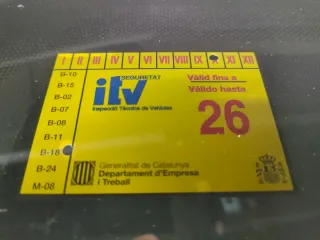 I II III IV V VI VII VIII IX X XI XII
B-10
B-15
B-02
B-07
B-08
B-11
B-18
B-24
M-08
SEGURETAT
itv
Inspecció Tècnica de Vehicles
Vàlid fins a
Válido hasta
26
Generalitat de Catalunya
Departament d'Empresa
i Treball